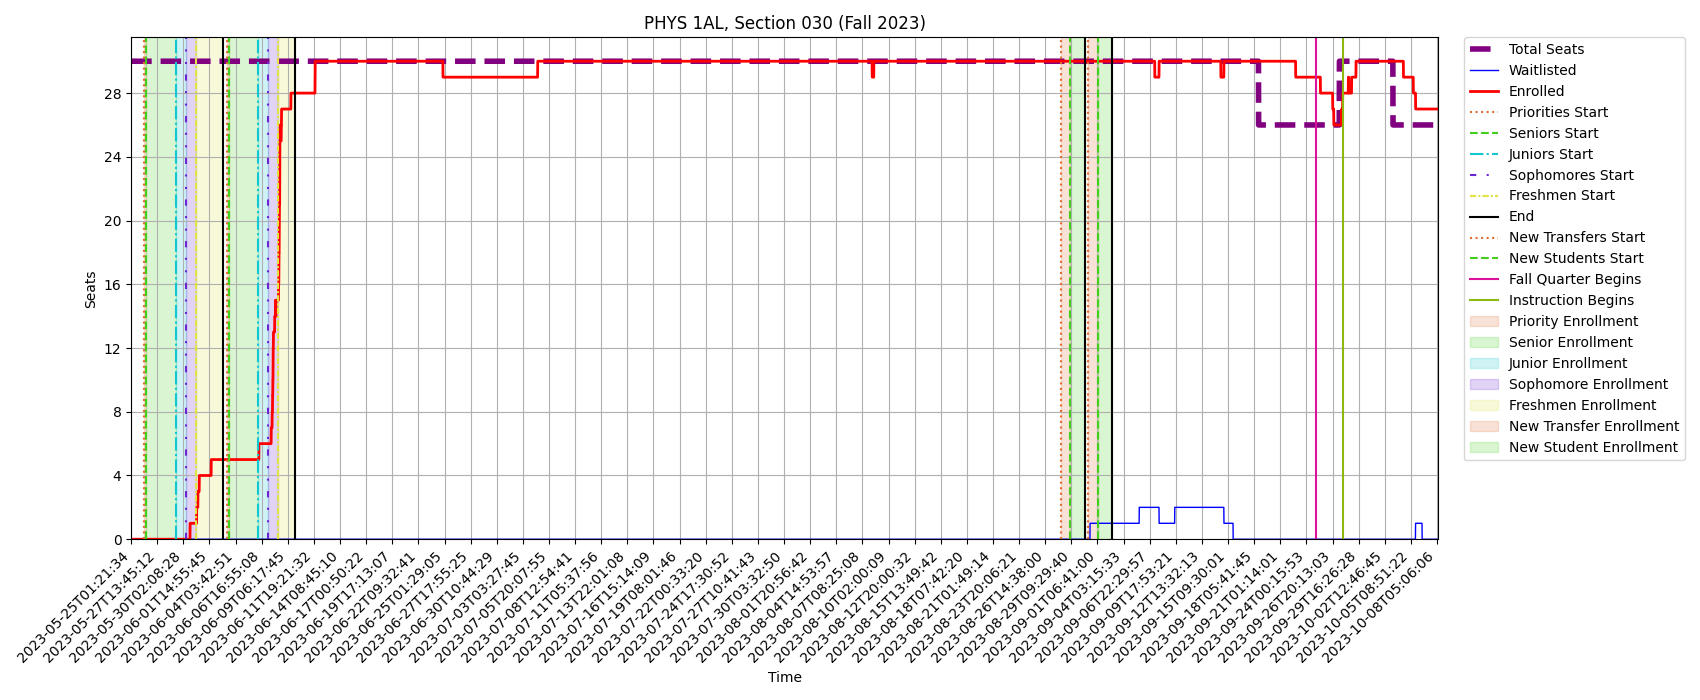 PHYS 1AL, Section 030 (Fall 2023)
Seats
28
24
20
16
12
8
4
0
2023-05-25T01:21:34
2023-05-27T13:45:12
2023-05-30T02:08:28
2023-06-01T14:55:45
2023-06-04T03:42:51
2023-06-06T16:55:08
2023-06-09T06:17:45
2023-06-11T19:21:32
2023-06-14T08:45:10
2023-06-17T00:50:22
2023-06-19T17:13:07
2023-06-22T09:32:41
2023-06-25T01:29:05
2023-06-27T17:55:25
2023-06-30T10:44:29
2023-07-03T03:27:45
2023-07-05T20:07:55
2023-07-08T12:54:41
2023-07-11T05:37:56
2023-07-13T22:01:08
2023-07-16T15:14:09
2023-07-19T08:01:46
2023-07-22T00:33:20
2023-07-24T17:30:52
2023-07-27T10:41:43
2023-07-30T03:32:50
2023-08-01T20:56:42
2023-08-04T14:53:57
2023-08-07T08:25:08
2023-08-10T02:00:09
2023-08-12T20:00:32
2023-08-15T13:49:42
2023-08-18T07:42:20
2023-08-21T01:49:14
2023-08-23T20:06:21
2023-08-26T14:38:00
2023-08-29T09:29:40
2023-09-01T06:41:00
2023-09-04T03:15:33
2023-09-06T22:29:57
2023-09-09T17:53:21
2023-09-12T13:32:13
2023-09-15T09:30:01
2023-09-18T05:41:45
2023-09-21T01:14:01
2023-09-24T00:15:53
2023-09-26T20:13:03
2023-09-29T16:26:28
2023-10-02T12:46:45
2023-10-05T08:51:22
2023-10-08T05:06:06
Time
Total Seats
Waitlisted
Enrolled
Priorities Start
Seniors Start
Juniors Start
Sophomores Start
Freshmen Start
End
New Transfers Start
New Students Start
Fall Quarter Begins
Instruction Begins
Priority Enrollment
Senior Enrollment
Junior Enrollment
Sophomore Enrollment
Freshmen Enrollment
New Transfer Enrollment
New Student Enrollment